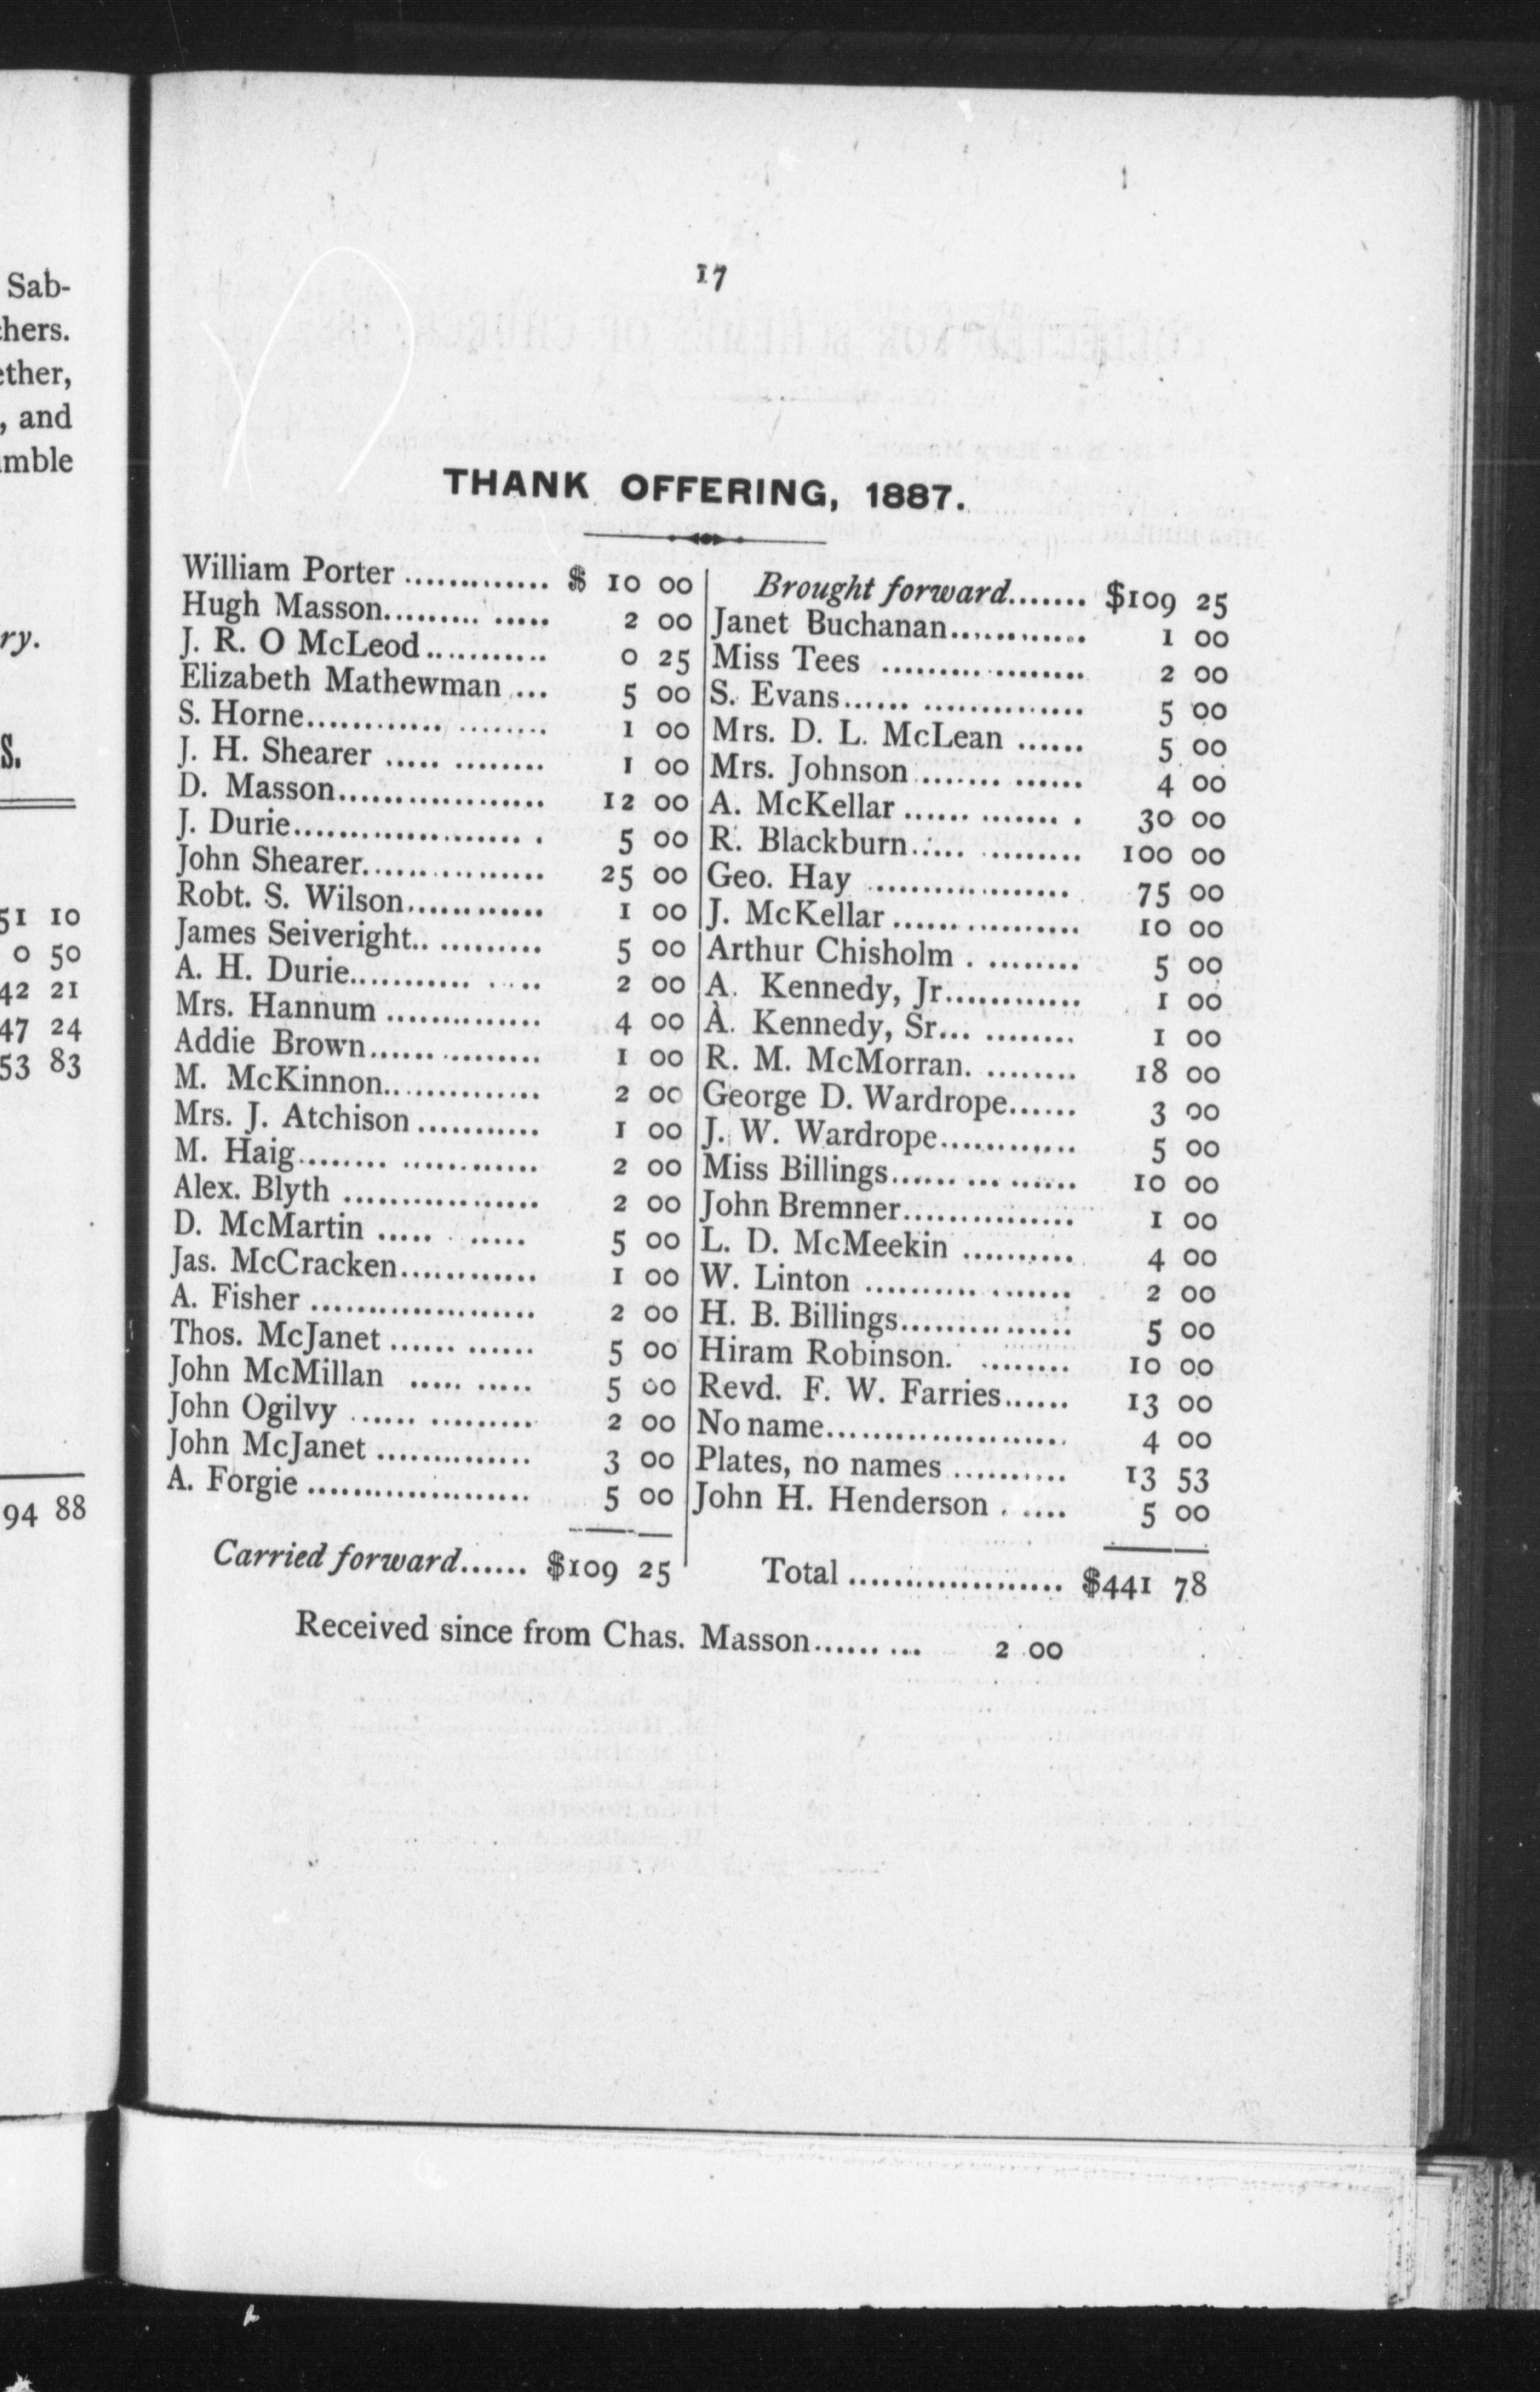 Sab-
chers.
ether,
, and
umble
ry.
S.
51 10
0 50
42 21
47 24
53 83
94 88
17
THANK OFFERING, 1887.
William Porter ............. $ 10 00
Hugh Masson.......... ..... 2 00
J. R. O McLeod ........... 0 25
Elizabeth Mathewman ... 5 00
S. Horne............ ........ 1 00
J. H. Shearer ..... ........ 1 00
D. Masson.................. 12 00
J. Durie.................... . 5 00
John Shearer................ 25 00
Robt. S. Wilson............ 1 00
James Seiveright.. ......... 5 00
A. H. Durie........... ..... 2 00
Mrs. Hannum .............. 4 00
Addie Brown............... 1 00
M. McKinnon.............. 2 00
Mrs. J. Atchison ........... 1 00
M. Haig........ ............ 2 00
Alex. Blyth ................. 2 00
D. McMartin ..... . ..... 5 00
Jas. McCracken............ 1 00
A. Fisher .................... 2 00
Thos. McJanet ...... ...... 5 00
John McMillan ..... ..... 5 00
John Ogilvy ...... ......... 2 00
John McJanet .............. 3 00
A. Forgie .................... 5 00
Carried forward...... $109 25
Brought forward....... $109 25
Janet Buchanan............ 1 00
Miss Tees .......... ........ 2 00
S. Evans...... .............. 5 00
Mrs. D. L. McLean ...... 5 00
Mrs. Johnson ........ ...... 4 00
A. McKellar ...... ....... . 30 00
R. Blackburn..... ......... 100 00
Geo. Hay .................. 75 00
J. McKellar ................ 10 00
Arthur Chisholm . ........ 5 00
A. Kennedy, Jr............ 1 00
A. Kennedy, Sr... ........ 1 00
R. M. McMorran. ........ 18 00
George D. Wardrope...... 3 00
J. W. Wardrope............ 5 00
Miss Billings...... ... ...... 10 00
John Bremner............... 1 00
L. D. McMeekin .......... 4 00
W. Linton .......... ....... 2 00
H. B. Billings............... 5 00
Hiram Robinson. ........ 10 00
Revd. F. W. Farries...... 13 00
No name..................... 4 00
Plates, no names .......... 13 53
John H. Henderson . .... 5 00
Total ................... $441 78
Received since from Chas. Masson...... ... 2 00